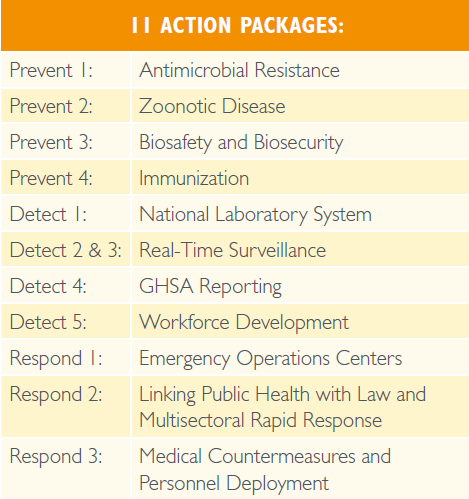 11 ACTION PACKAGES:
Prevent 1: Antimicrobial Resistance
Prevent 2: Zoonotic Disease
Prevent 3: Biosafety and Biosecurity
Prevent 4: Immunization
Detect 1: National Laboratory System
Detect 2 & 3: Real-Time Surveillance
Detect 4: GHSA Reporting
Detect 5: Workforce Development
Respond 1: Emergency Operations Centers
Respond 2: Linking Public Health with Law and
Multisectoral Rapid Response
Respond 3: Medical Countermeasures and
Personnel Deployment